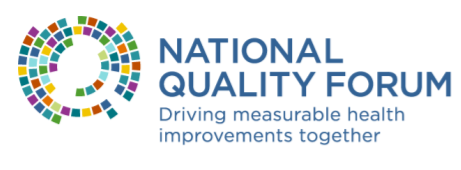 NATIONAL
QUALITY FORUM
Driving measurable health
improvements together